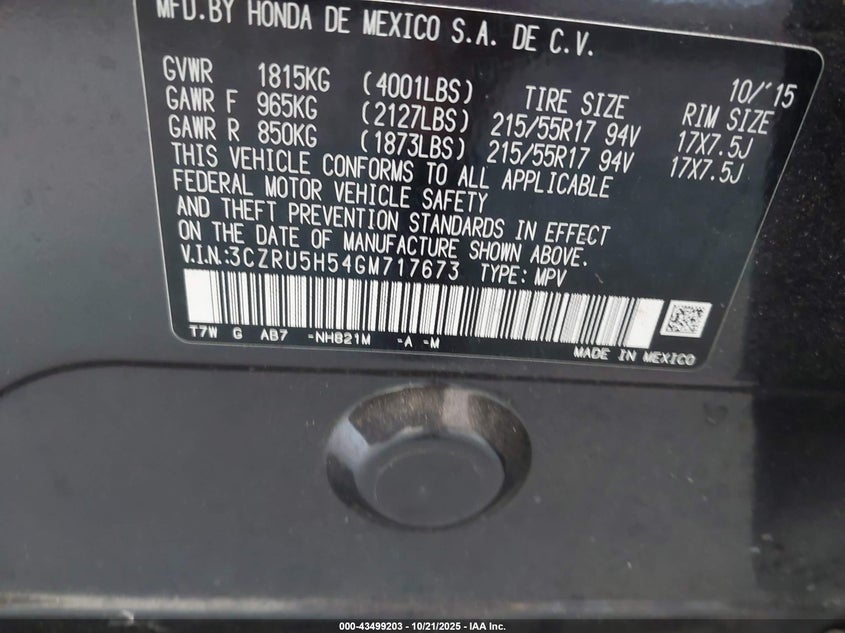 MFD.BY HONDA DE MEXICO S.A. DE C.V.
10/'15
GVWR 1815KG (4001LBS) TIRE SIZE RIM SIZE
GAWR F 965KG (2127LBS) 215/55R17 94V 17X7.5J
GAWR R 850KG (1873LBS) 215/55R17 94V 17X7.5J
THIS VEHICLE CONFORMS TO ALL APPLICABLE
FEDERAL MOTOR VEHICLE SAFETY
AND THEFT PREVENTION STANDARDS IN EFFECT
ON THE DATE OF MANUFACTURE SHOWN ABOVE.
V.I.N.:3CZRU5H54GM717673 TYPE: MPV
T7W G AB7 -NH821M -A -M
MADE IN MEXICO
000-43499203 - 10/21/2025 - IAA Inc.